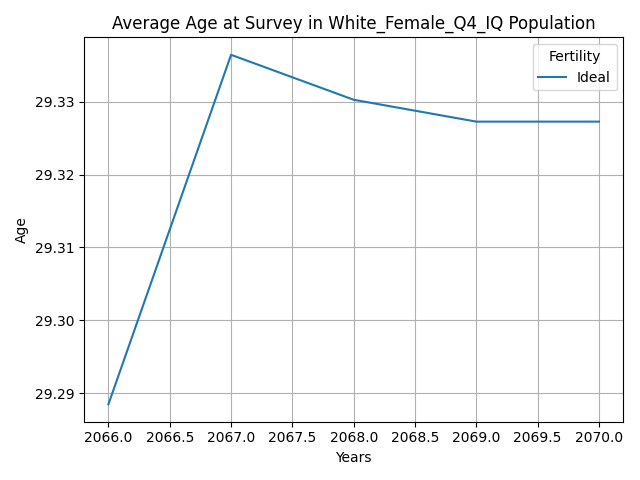 Average Age at Survey in White_Female_Q4_IQ Population
Fertility
Ideal
29.33
29.32
29.31
29.30
29.29
Age
2066.0 2066.5 2067.0 2067.5 2068.0 2068.5 2069.0 2069.5 2070.0
Years